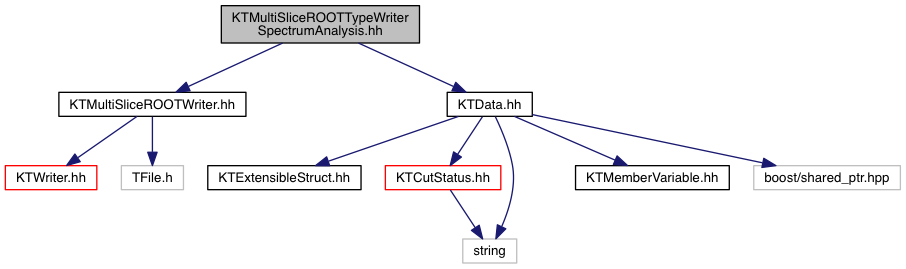 KTMultiSliceROOTTypeWriter
SpectrumAnalysis.hh
KTMultiSliceROOTWriter.hh
KTData.hh
KTWriter.hh
TFile.h
KTExtensibleStruct.hh
KTCutStatus.hh
KTMemberVariable.hh
boost/shared_ptr.hpp
string